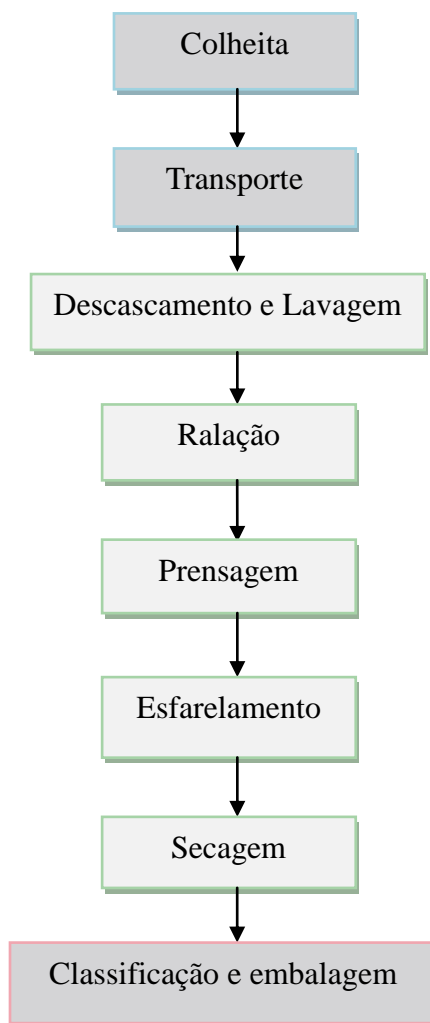 Colheita
Transporte
Descascamento e Lavagem
Ralação
Prensagem
Esfarelamento
Secagem
Classificação e embalagem